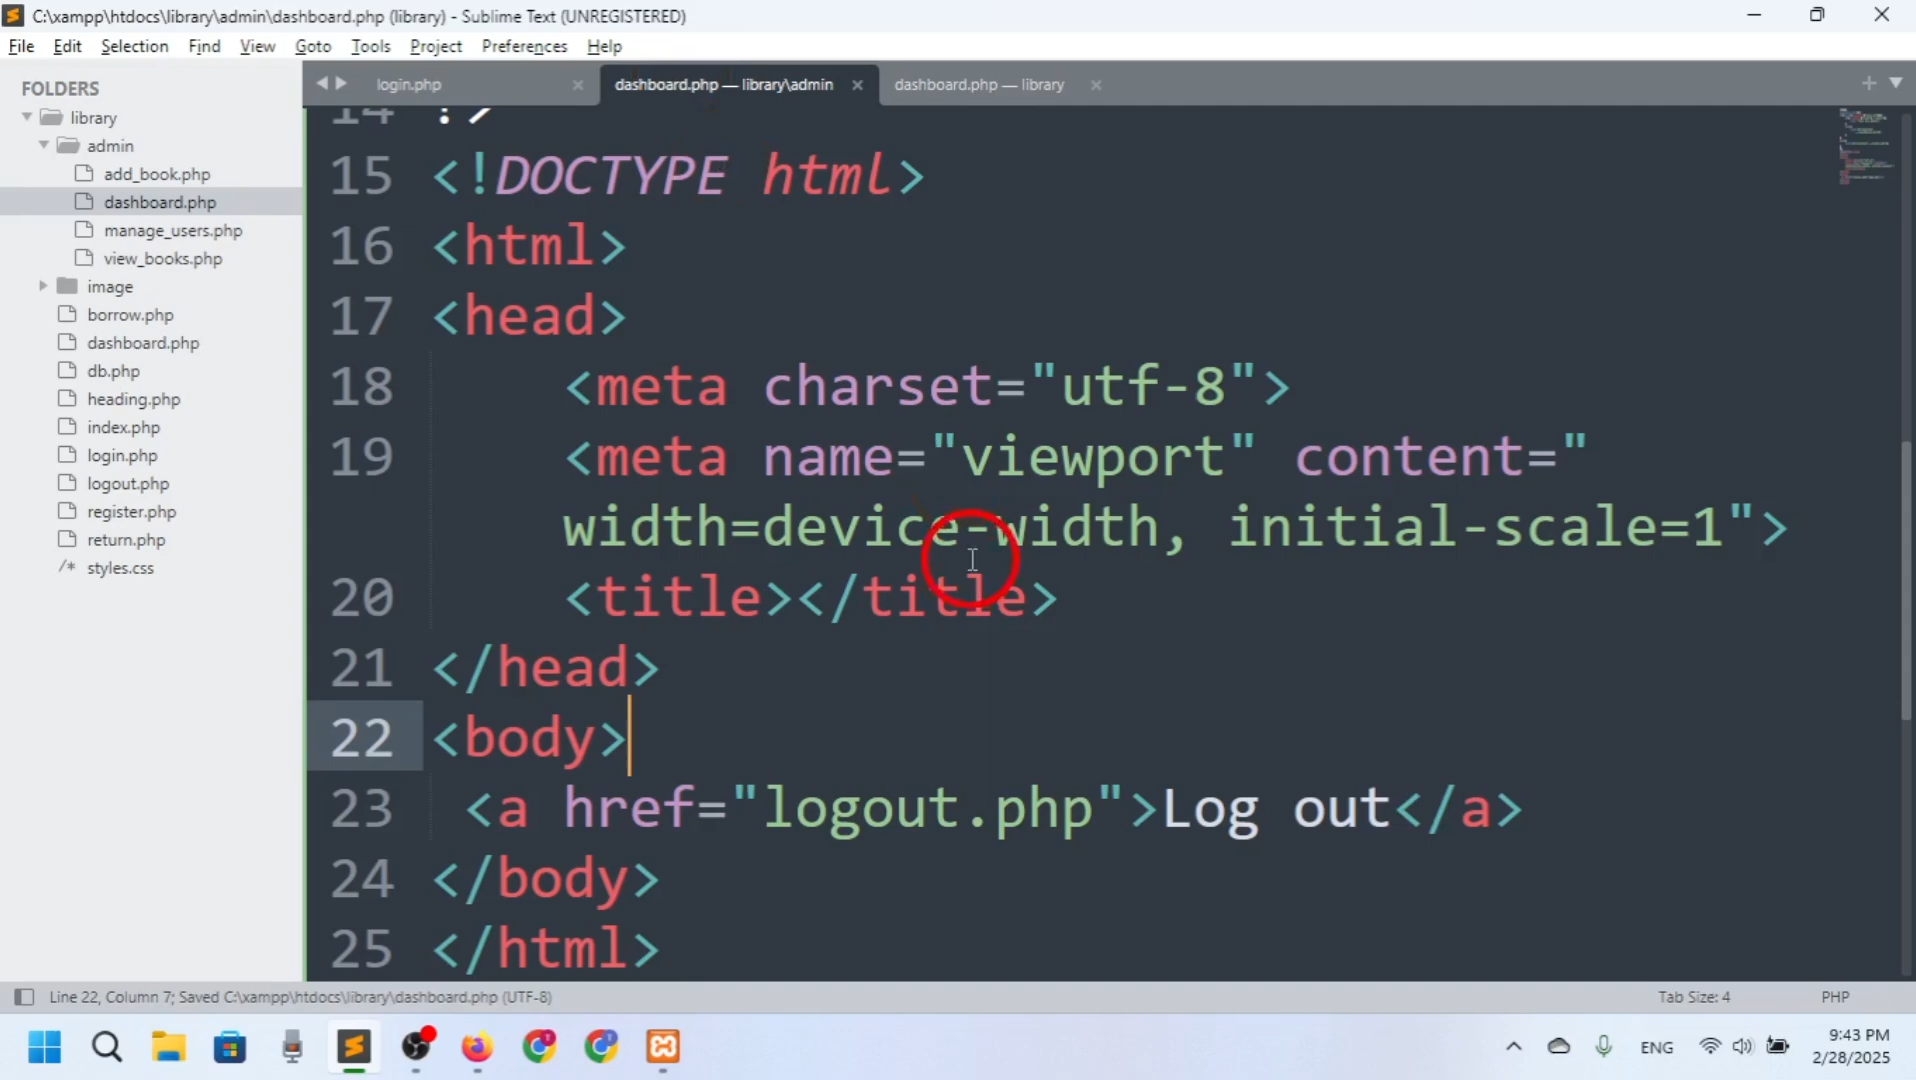 C:\xampp\htdocs\library\admin\dashboard.php (library) - Sublime Text (UNREGISTERED)
File Edit Selection Find View Goto Tools Project Preferences Help
FOLDERS
library
admin
add_book.php
dashboard.php
manage_users.php
view_books.php
image
borrow.php
dashboard.php
db.php
heading.php
index.php
login.php
logout.php
register.php
return.php
/* styles.css
login.php dashboard.php — library\admin dashboard.php — library
14 ?>
15 <!DOCTYPE html>
16 <html>
17 <head>
18 <meta charset="utf-8">
19 <meta name="viewport" content="
width=device-width, initial-scale=1">
20 <title></title>
21 </head>
22 <body>
23 <a href="logout.php">Log out</a>
24 </body>
25 </html>
Line 22, Column 7; Saved C:\xampp\htdocs\library\dashboard.php (UTF-8)
Tab Size: 4 PHP
ENG
9:43 PM
2/28/2025